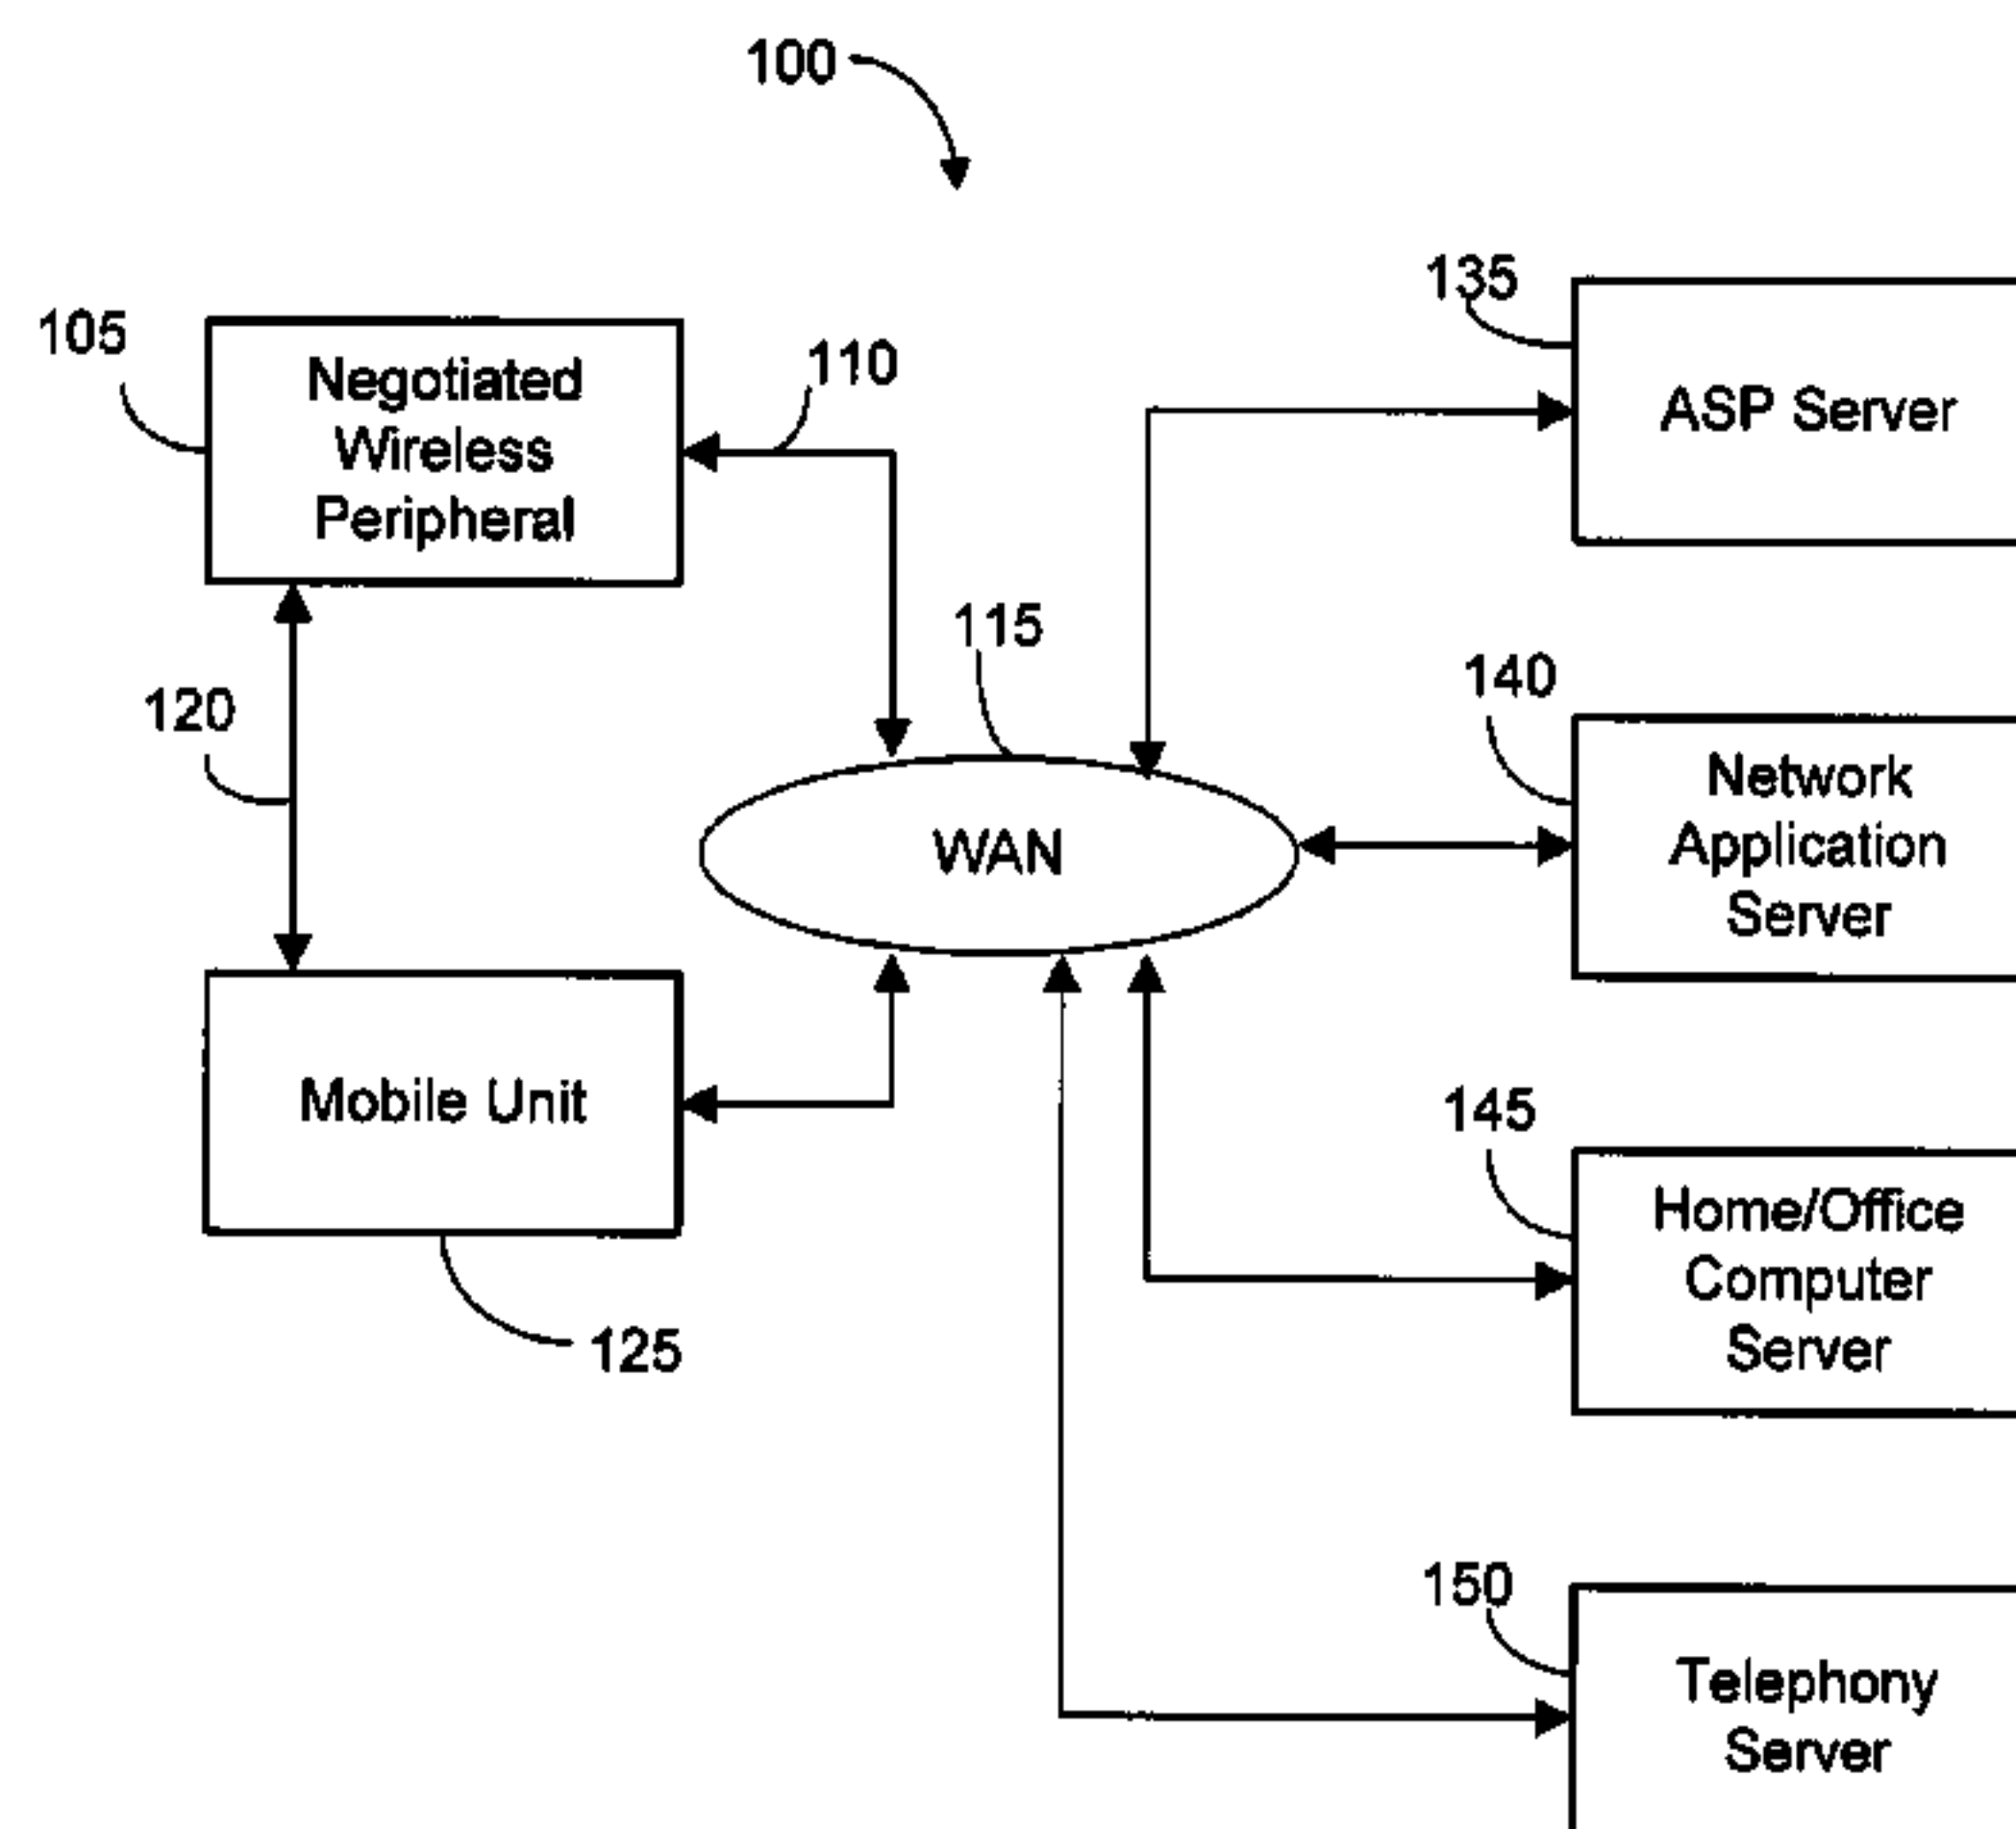 100
135
105
Negotiated
Wireless
Peripheral
110
ASP Server
115
140
120
Network
Application
Server
WAN
Mobile Unit
145
Home/Office
Computer
Server
125
150
Telephony
Server